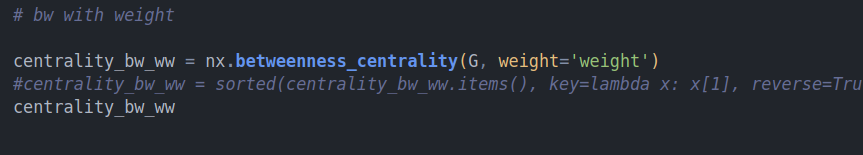 # bw with weight
centrality_bw_ww = nx.betweenness_centrality(G, weight='weight')
#centrality_bw_ww = sorted(centrality_bw_ww.items(), key=lambda x: x[1], reverse=Tru
centrality_bw_ww